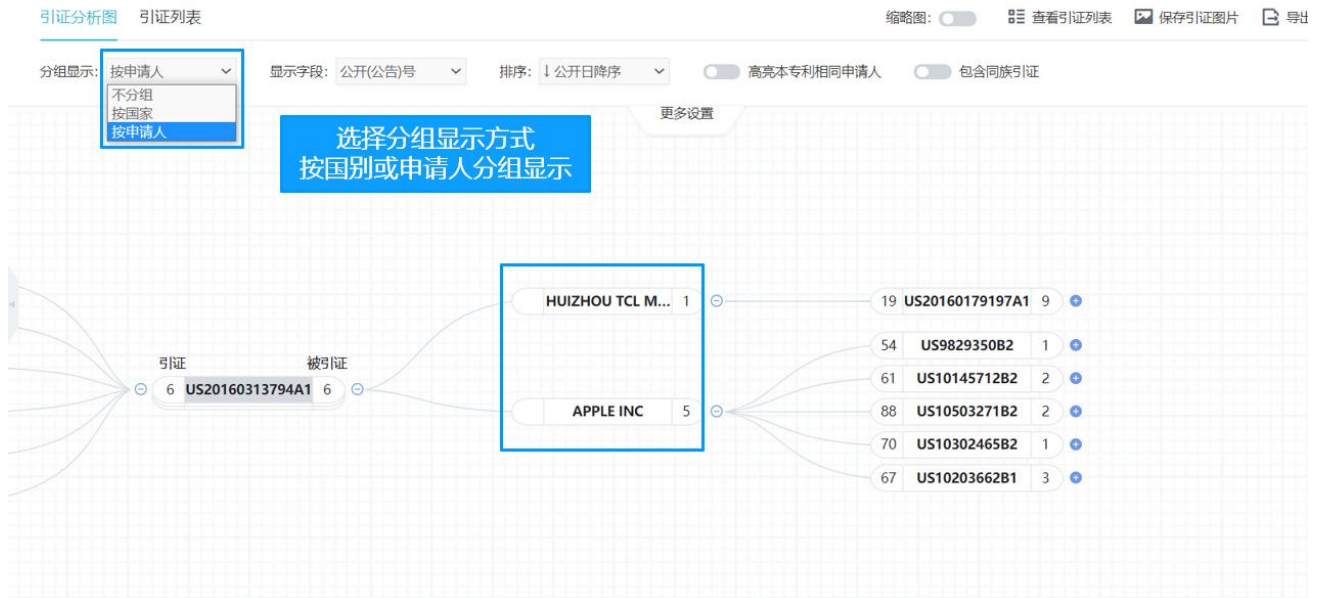 引证分析图 引证列表 缩略图: 查看引证列表 保存引证图片 导出
分组显示: 按申请人 显示字段: 公开(公告)号 排序: ↓公开日降序 高亮本专利相同申请人 包含同族引证
不分组
按国家
按申请人
更多设置
选择分组显示方式
按国别或申请人分组显示
HUIZHOU TCL M... 1 19 US20160179197A1 9
54 US9829350B2 1
引证 被引证
61 US10145712B2 2
6 US20160313794A1 6
APPLE INC 5 88 US10503271B2 2
70 US10302465B2 1
67 US10203662B1 3